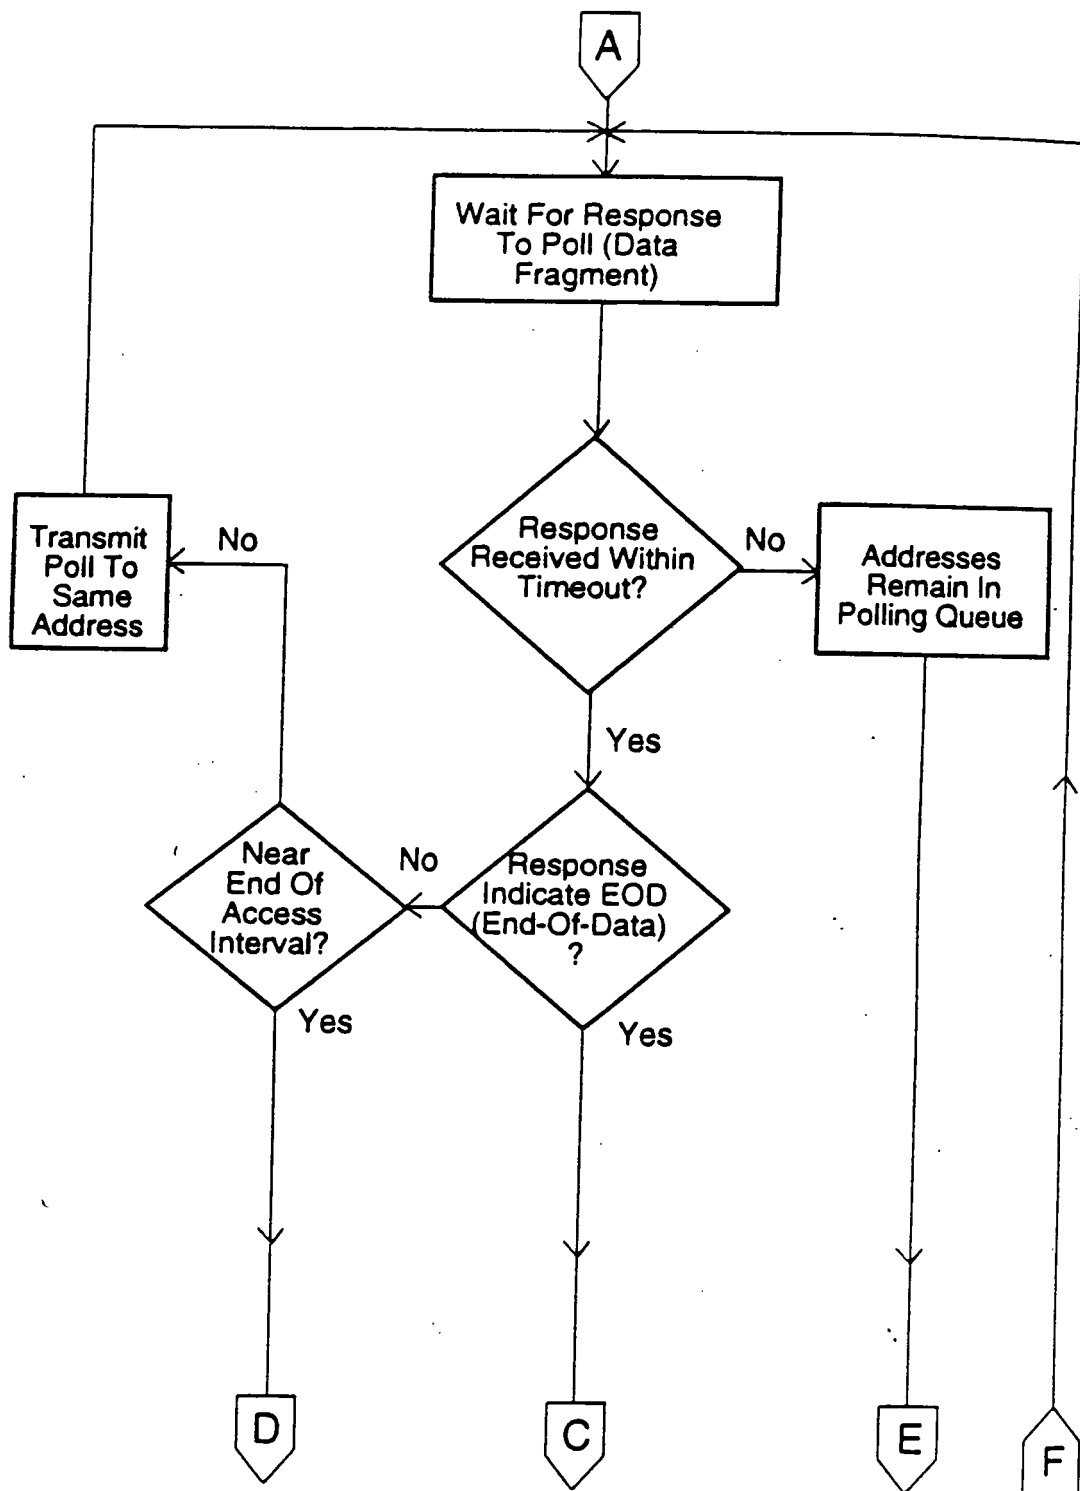 A
Wait For Response
To Poll (Data
Fragment)
Response
Received Within
Timeout?
No
Addresses
Remain In
Polling Queue
Transmit
Poll To
Same
Address
No
Yes
Near
End Of
Access
Interval?
No
Response
Indicate EOD
(End-Of-Data)
?
Yes
Yes
D
C
E
F